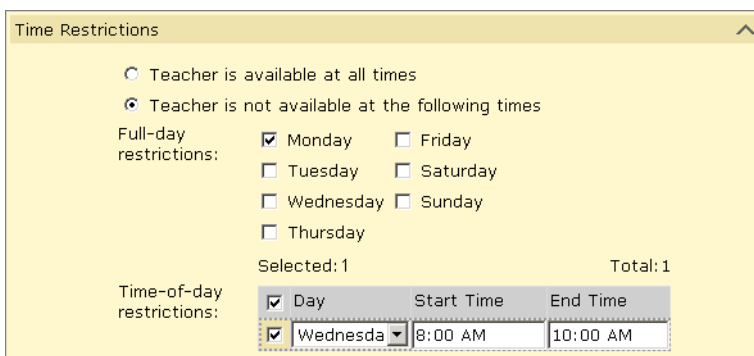 Time Restrictions
Teacher is available at all times
Teacher is not available at the following times
Full-day restrictions:
Monday Friday
Tuesday Saturday
Wednesday Sunday
Thursday
Selected:1 Total:1
Time-of-day restrictions:
Day Start Time End Time
Wednesda 8:00 AM 10:00 AM